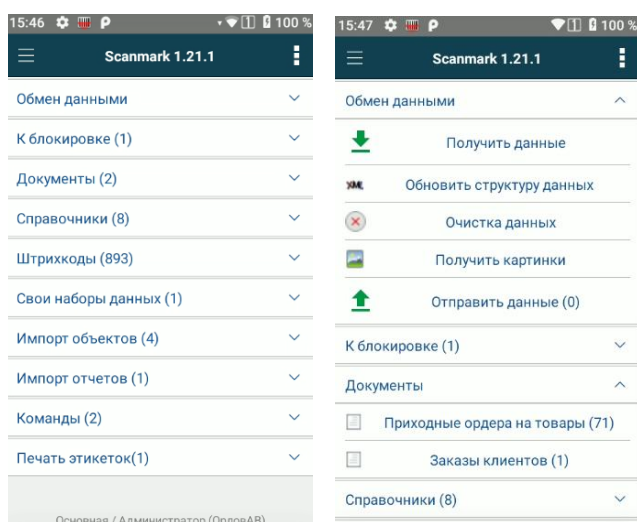 15:46 100 %
Scanmark 1.21.1
Обмен данными
К блокировке (1)
Документы (2)
Справочники (8)
Штрихкоды (893)
Свои наборы данных (1)
Импорт объектов (4)
Импорт отчетов (1)
Команды (2)
Печать этикеток(1)
Основная / Администратор (ОрловАВ)
15:47 100 %
Scanmark 1.21.1
Обмен данными
Получить данные
XML Обновить структуру данных
Очистка данных
Получить картинки
Отправить данные (0)
К блокировке (1)
Документы
Приходные ордера на товары (71)
Заказы клиентов (1)
Справочники (8)